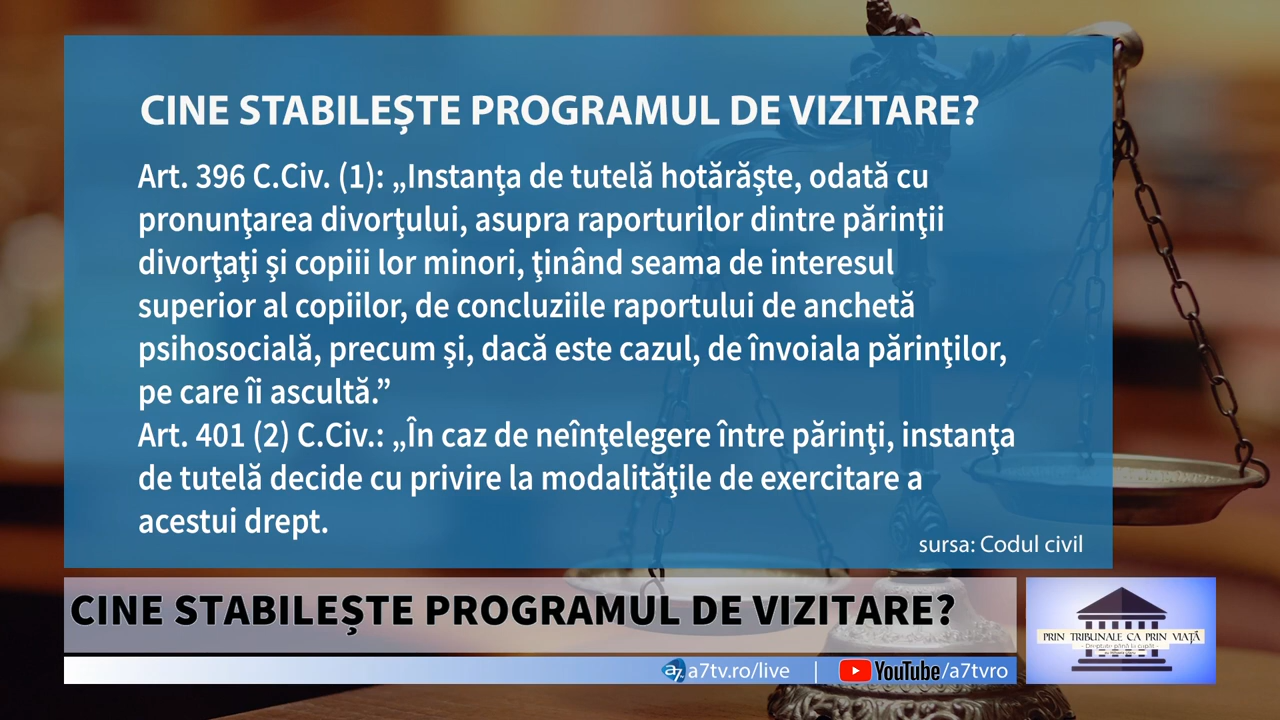 CINE STABILEȘTE PROGRAMUL DE VIZITARE?
Art. 396 C.Civ. (1): „Instanţa de tutelă hotărăşte, odată cu
pronunţarea divorţului, asupra raporturilor dintre părinţii
divorţaţi şi copiii lor minori, ţinând seama de interesul
superior al copiilor, de concluziile raportului de anchetă
psihosocială, precum şi, dacă este cazul, de învoiala părinţilor,
pe care îi ascultă.”
Art. 401 (2) C.Civ.: „În caz de neînţelegere între părinţi, instanţa
de tutelă decide cu privire la modalităţile de exercitare a
acestui drept.
sursa: Codul civil
CINE STABILEȘTE PROGRAMUL DE VIZITARE?
PRIN TRIBUNALE CA PRIN VIAȚĂ
a7 a7tv.ro/live | YouTube /a7tvro